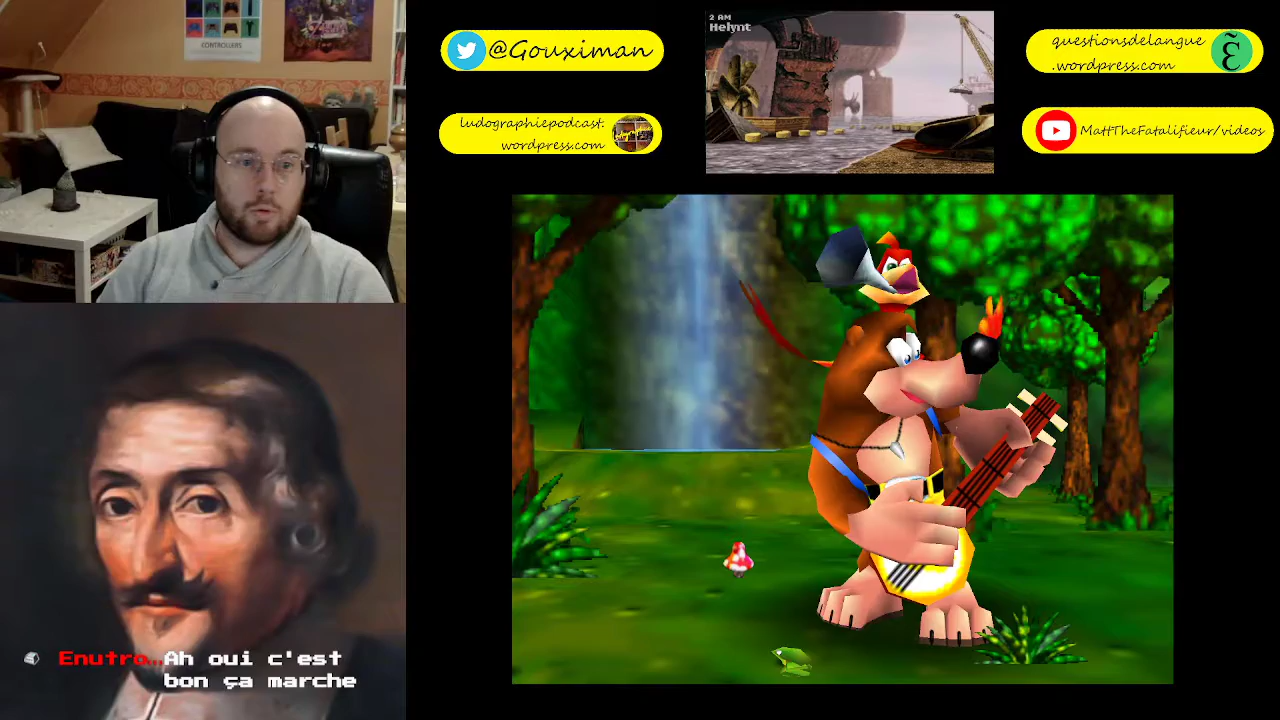 CONTROLLERS
@Gouximan
ludographiepodcast.
wordpress.com
2 AM
Helynt
questionsdelangue
.wordpress.com
MattTheFatalifieur/videos
Enutro...Ah oui c'est
bon ça marche